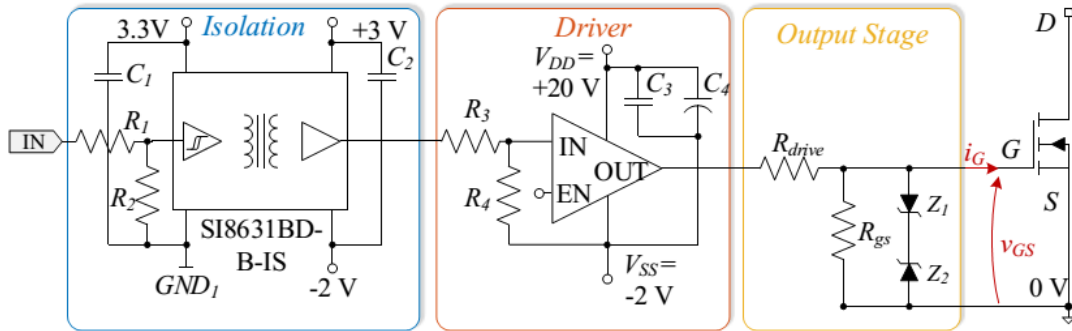 Isolation
Driver
Output Stage
3.3V
+3 V
C1
C2
IN
R1
R2
SI8631BD-
B-IS
GND1
-2 V
VDD=
+20 V
C3
C4
R3
R4
IN
OUT
EN
VSS=
-2 V
Rdrive
Rgs
Z1
Z2
iG
G
D
S
vGS
0 V